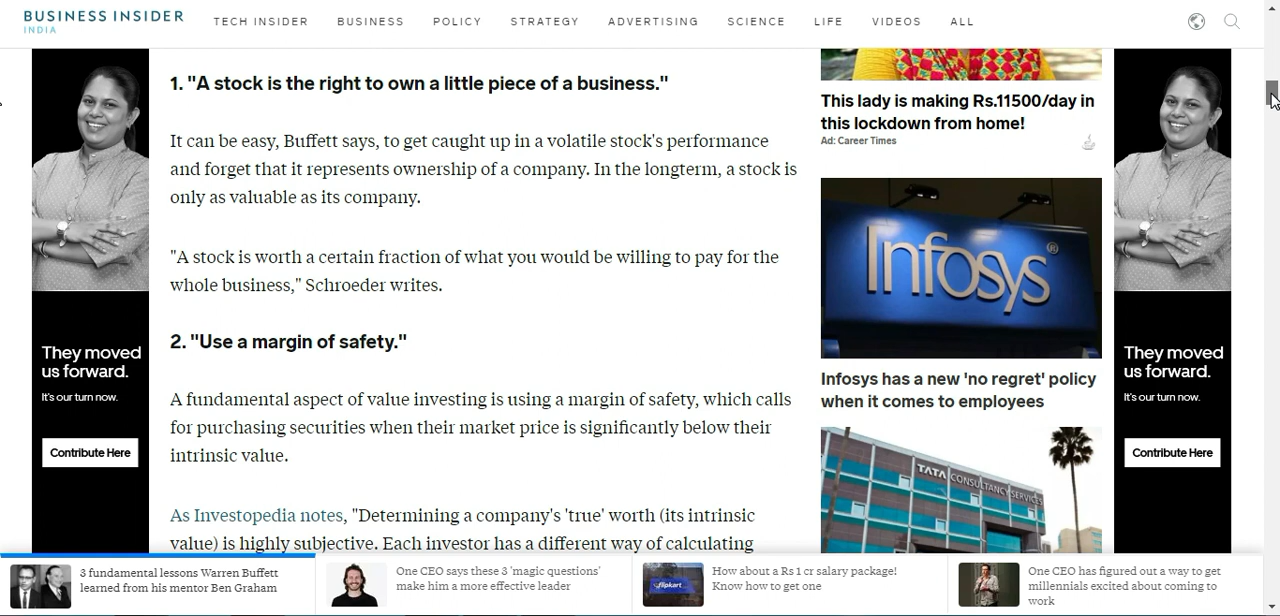 BUSINESS INSIDER
INDIA
TECH INSIDER BUSINESS POLICY STRATEGY ADVERTISING SCIENCE LIFE VIDEOS ALL
They moved
us forward.
It's our turn now.
Contribute Here
1. "A stock is the right to own a little piece of a business."
It can be easy, Buffett says, to get caught up in a volatile stock's performance
and forget that it represents ownership of a company. In the longterm, a stock is
only as valuable as its company.
"A stock is worth a certain fraction of what you would be willing to pay for the
whole business," Schroeder writes.
2. "Use a margin of safety."
A fundamental aspect of value investing is using a margin of safety, which calls
for purchasing securities when their market price is significantly below their
intrinsic value.
As Investopedia notes, "Determining a company's 'true' worth (its intrinsic
value) is highly subjective. Each investor has a different way of calculating
This lady is making Rs.11500/day in
this lockdown from home!
Ad: Career Times
Infosys®
Infosys has a new 'no regret' policy
when it comes to employees
TATA CONSULTANCY SERVICES
They moved
us forward.
It's our turn now.
Contribute Here
3 fundamental lessons Warren Buffett
learned from his mentor Ben Graham
One CEO says these 3 'magic questions'
make him a more effective leader
flipkart
How about a Rs 1 cr salary package!
Know how to get one
One CEO has figured out a way to get
millennials excited about coming to
work